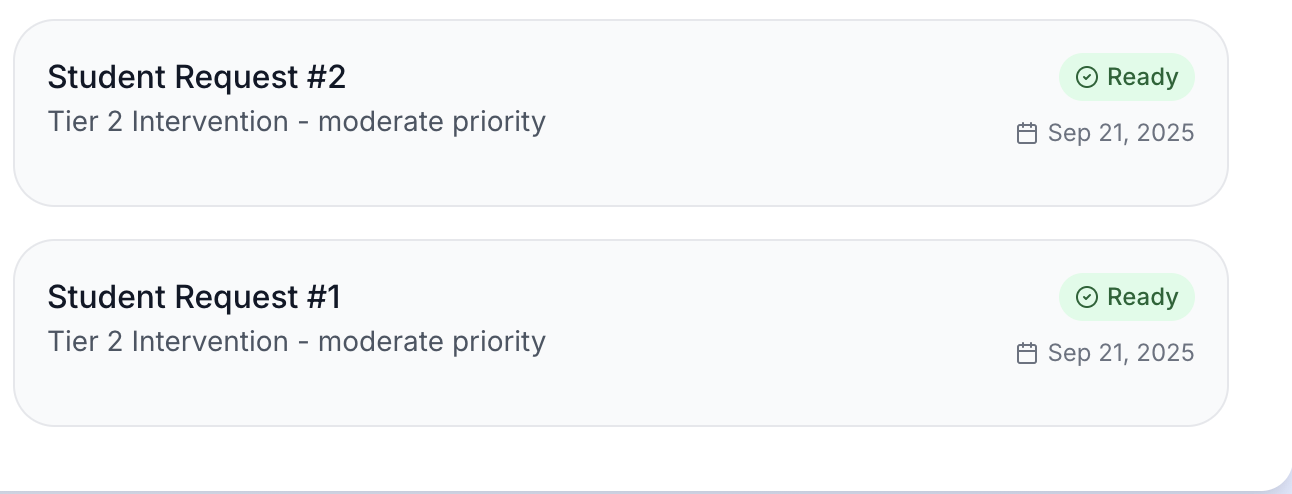 Student Request #2
Ready
Tier 2 Intervention - moderate priority
Sep 21, 2025
Student Request #1
Ready
Tier 2 Intervention - moderate priority
Sep 21, 2025